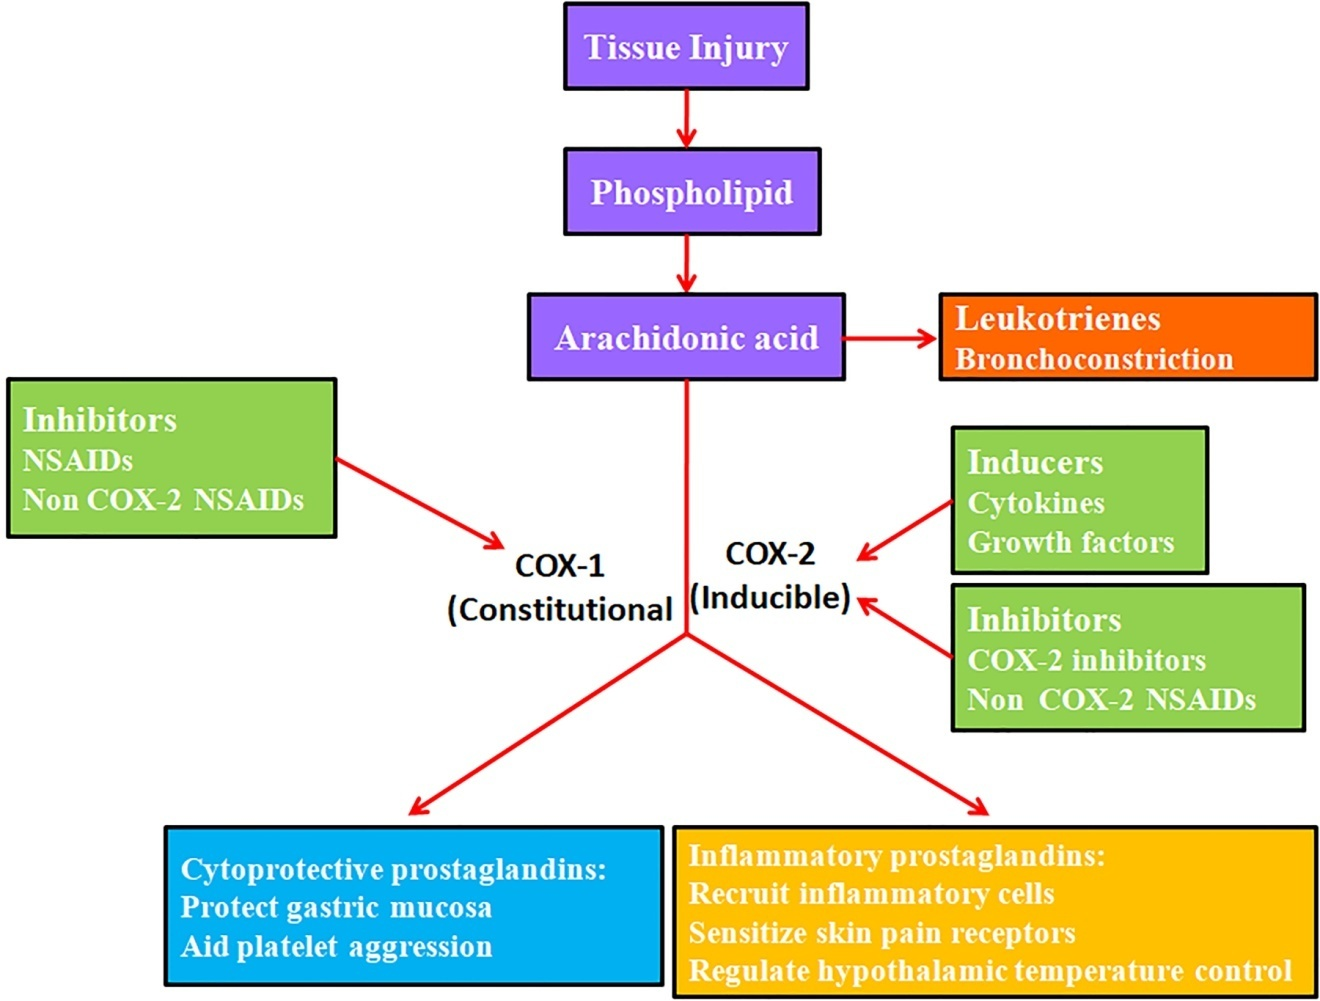 Tissue Injury
Phospholipid
Arachidonic acid
Leukotrienes
Bronchoconstriction
Inhibitors
NSAIDs
Non COX-2 NSAIDs
Inducers
Cytokines
Growth factors
COX-1
(Constitutional
COX-2
(Inducible)
Inhibitors
COX-2 inhibitors
Non COX-2 NSAIDs
Cytoprotective prostaglandins:
Protect gastric mucosa
Aid platelet aggression
Inflammatory prostaglandins:
Recruit inflammatory cells
Sensitize skin pain receptors
Regulate hypothalamic temperature control